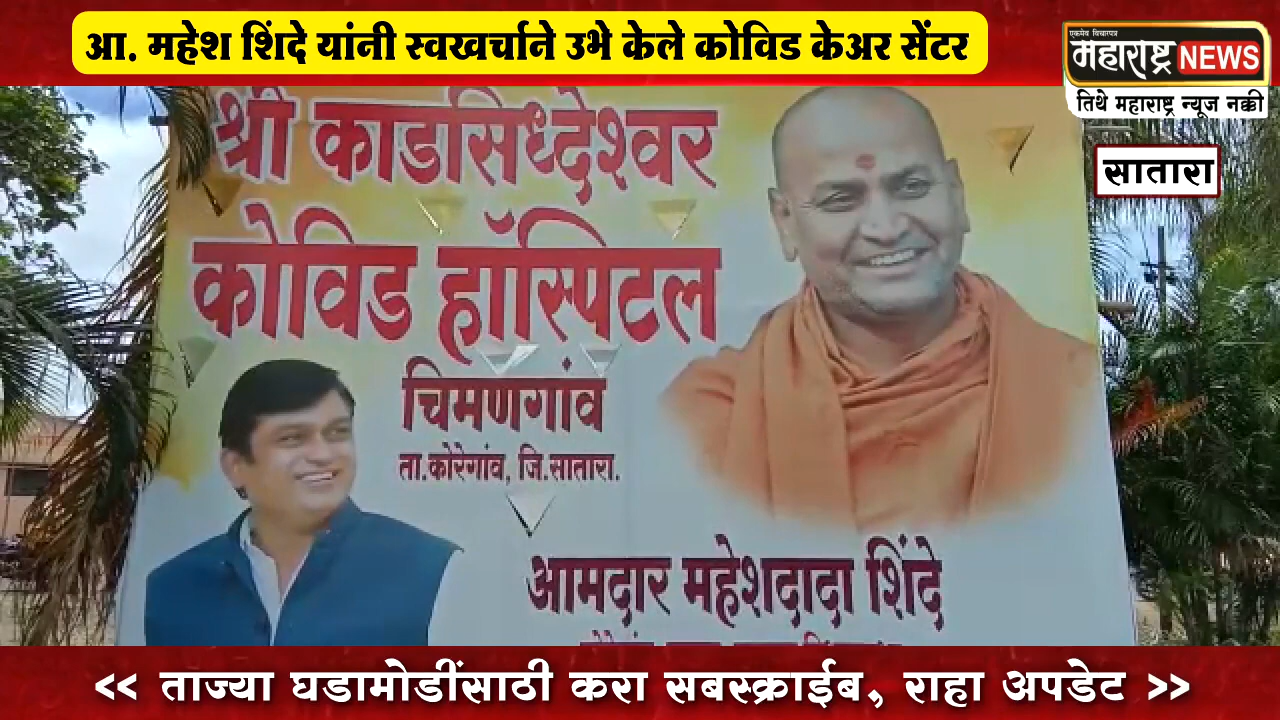 आ. महेश शिंदे यांनी स्वखर्चाने उभे केले कोविड केअर सेंटर
एकमेव विचारपत्र
महाराष्ट्र NEWS
तिथे महाराष्ट्र न्यूज नक्की
सातारा
श्री काडसिध्देश्वर
कोविड हॉस्पिटल
चिमणगांव
ता.कोरेगांव, जि.सातारा.
आमदार महेशदादा शिंदे
<< ताज्या घडामोडींसाठी करा सबस्क्राईब, राहा अपडेट >>